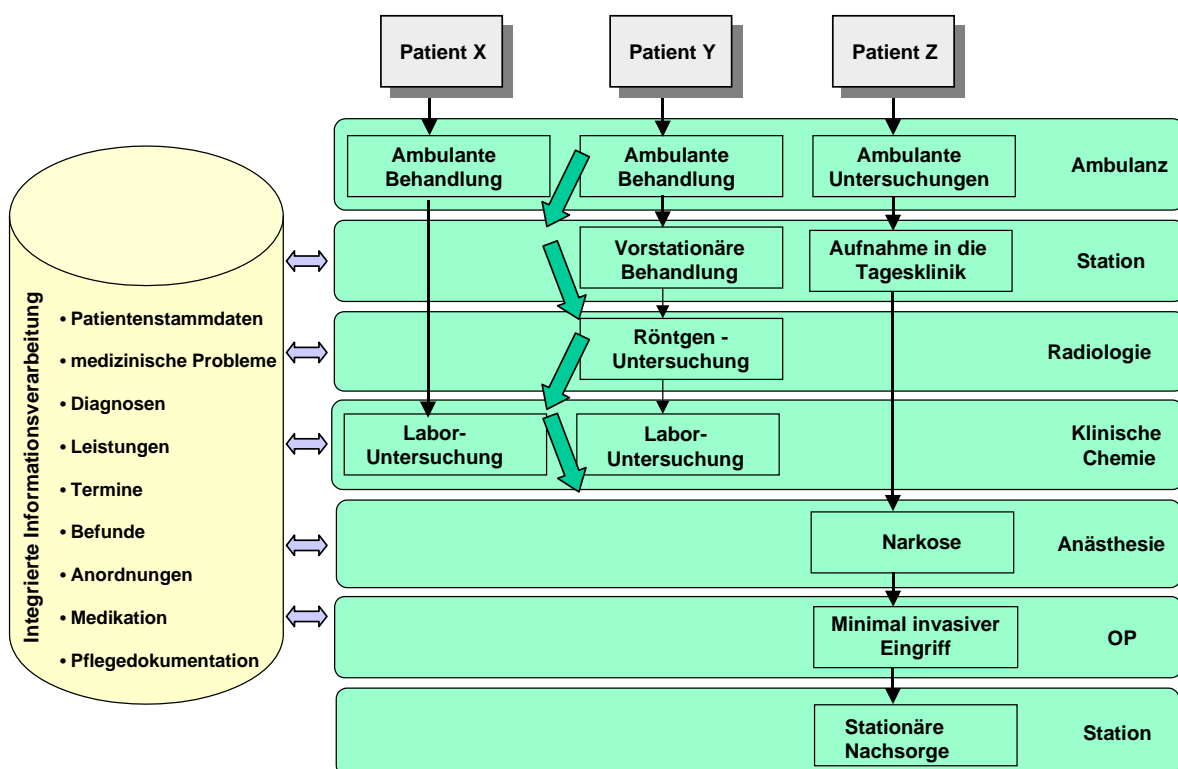 Patient X
Patient Y
Patient Z
Ambulante
Behandlung
Ambulante
Behandlung
Ambulante
Untersuchungen
Ambulanz
Vorstationäre
Behandlung
Aufnahme in die
Tagesklinik
Station
Röntgen -
Untersuchung
Radiologie
Labor-
Untersuchung
Labor-
Untersuchung
Klinische
Chemie
Narkose
Anästhesie
Minimal invasiver
Eingriff
OP
Stationäre
Nachsorge
Station
Integrierte Informationsverarbeitung
• Patientenstammdaten
• medizinische Probleme
• Diagnosen
• Leistungen
• Termine
• Befunde
• Anordnungen
• Medikation
• Pflegedokumentation